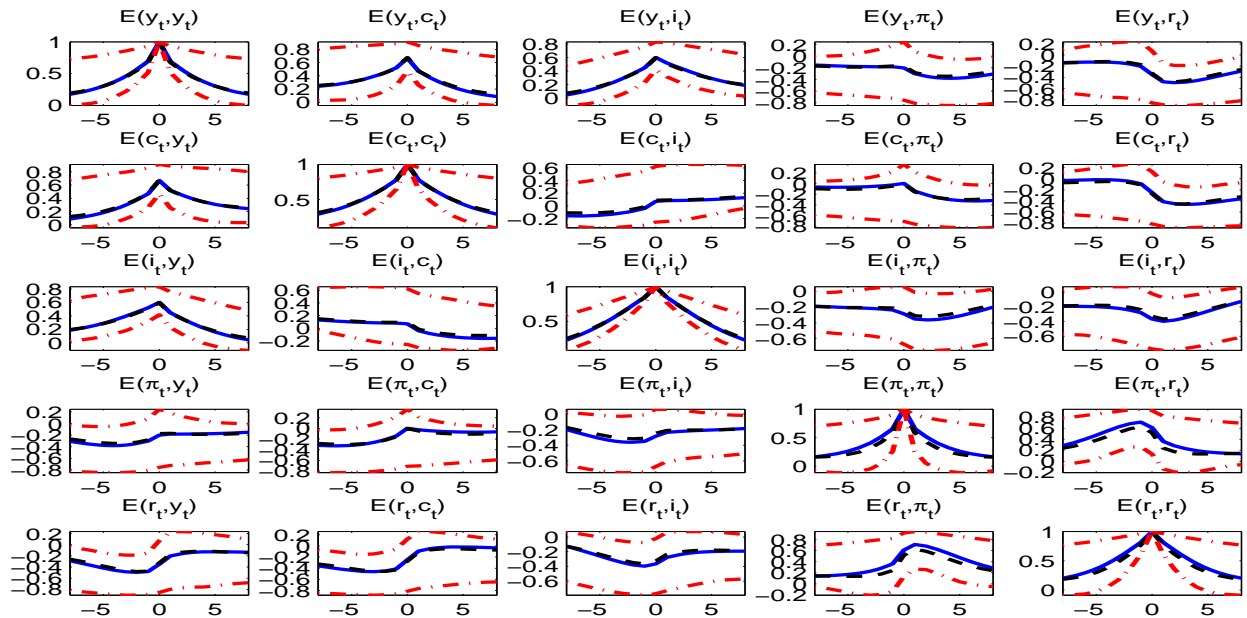 E(y_t,y_t)
1
0.5
0
−5 0 5
E(y_t,c_t)
0.8
0.6
0.4
0.2
0
−5 0 5
E(y_t,i_t)
0.8
0.6
0.4
0.2
0
−5 0 5
E(y_t,π_t)
0.2
0
−0.2
−0.4
−0.6
−0.8
−5 0 5
E(y_t,r_t)
0.2
0
−0.2
−0.4
−0.6
−0.8
−5 0 5
E(c_t,y_t)
0.8
0.6
0.4
0.2
0
−5 0 5
E(c_t,c_t)
1
0.5
−5 0 5
E(c_t,i_t)
0.6
0.4
0.2
0
−0.2
−5 0 5
E(c_t,π_t)
0.2
0
−0.2
−0.4
−0.6
−0.8
−5 0 5
E(c_t,r_t)
0.2
0
−0.2
−0.4
−0.6
−0.8
−5 0 5
E(i_t,y_t)
0.8
0.6
0.4
0.2
0
−5 0 5
E(i_t,c_t)
0.6
0.4
0.2
0
−0.2
−5 0 5
E(i_t,i_t)
1
0.5
−5 0 5
E(i_t,π_t)
0
−0.2
−0.4
−0.6
−5 0 5
E(i_t,r_t)
0
−0.2
−0.4
−0.6
−5 0 5
E(π_t,y_t)
0.2
0
−0.2
−0.4
−0.6
−0.8
−5 0 5
E(π_t,c_t)
0.2
0
−0.2
−0.4
−0.6
−0.8
−5 0 5
E(π_t,i_t)
0
−0.2
−0.4
−0.6
−5 0 5
E(π_t,π_t)
1
0.5
0
−5 0 5
E(π_t,r_t)
0.8
0.6
0.4
0.2
0
−0.2
−5 0 5
E(r_t,y_t)
0.2
0
−0.2
−0.4
−0.6
−0.8
−5 0 5
E(r_t,c_t)
0.2
0
−0.2
−0.4
−0.6
−0.8
−5 0 5
E(r_t,i_t)
0
−0.2
−0.4
−0.6
−5 0 5
E(r_t,π_t)
0.8
0.6
0.4
0.2
0
−0.2
−5 0 5
E(r_t,r_t)
1
0.5
0
−5 0 5